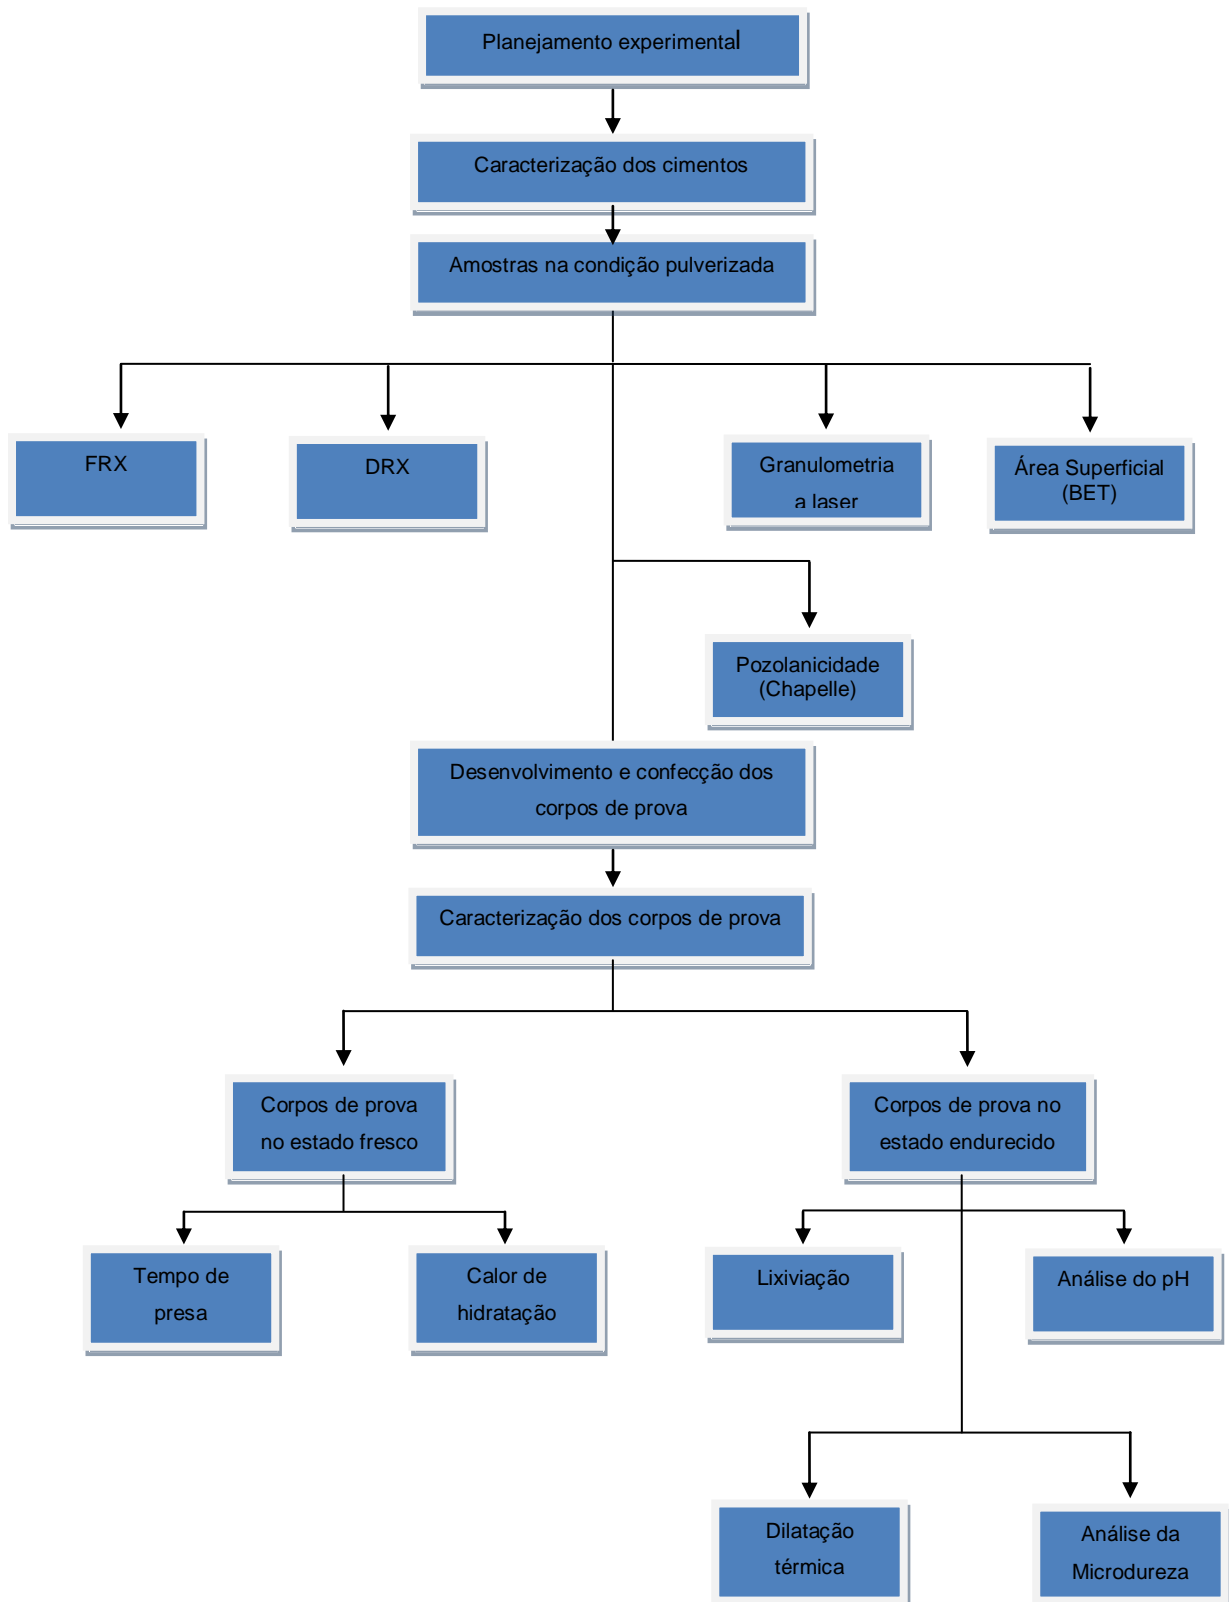 Planejamento experimental
Caracterização dos cimentos
Amostras na condição pulverizada
FRX
DRX
Granulometria
a laser
Área Superficial
(BET)
Pozolanicidade
(Chapelle)
Desenvolvimento e confecção dos
corpos de prova
Caracterização dos corpos de prova
Corpos de prova
no estado fresco
Corpos de prova no
estado endurecido
Tempo de
presa
Calor de
hidratação
Lixiviação
Análise do pH
Dilatação
térmica
Análise da
Microdureza